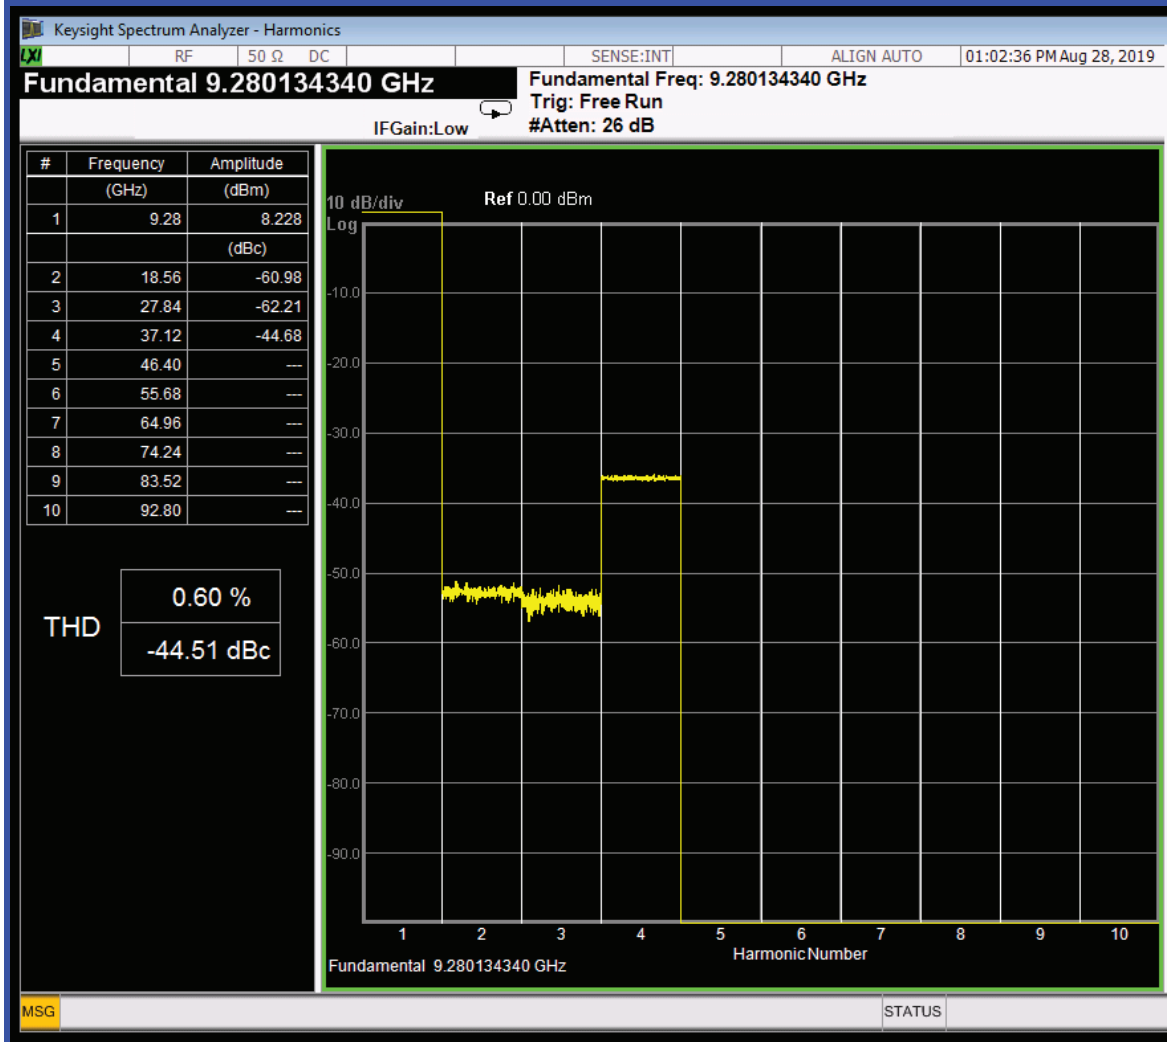 Keysight Spectrum Analyzer - Harmonics
LXI RF 50 Ω DC SENSE:INT ALIGN AUTO 01:02:36 PM Aug 28, 2019
Fundamental 9.280134340 GHz
Fundamental Freq: 9.280134340 GHz
Trig: Free Run
IFGain:Low
#Atten: 26 dB
# Frequency Amplitude
(GHz) (dBm)
1 9.28 8.228
(dBc)
2 18.56 -60.98
3 27.84 -62.21
4 37.12 -44.68
5 46.40 ---
6 55.68 ---
7 64.96 ---
8 74.24 ---
9 83.52 ---
10 92.80 ---
THD
0.60 %
-44.51 dBc
10 dB/div Ref 0.00 dBm
Log
-10.0
-20.0
-30.0
-40.0
-50.0
-60.0
-70.0
-80.0
-90.0
1 2 3 4 5 6 7 8 9 10
Harmonic Number
Fundamental 9.280134340 GHz
MSG STATUS